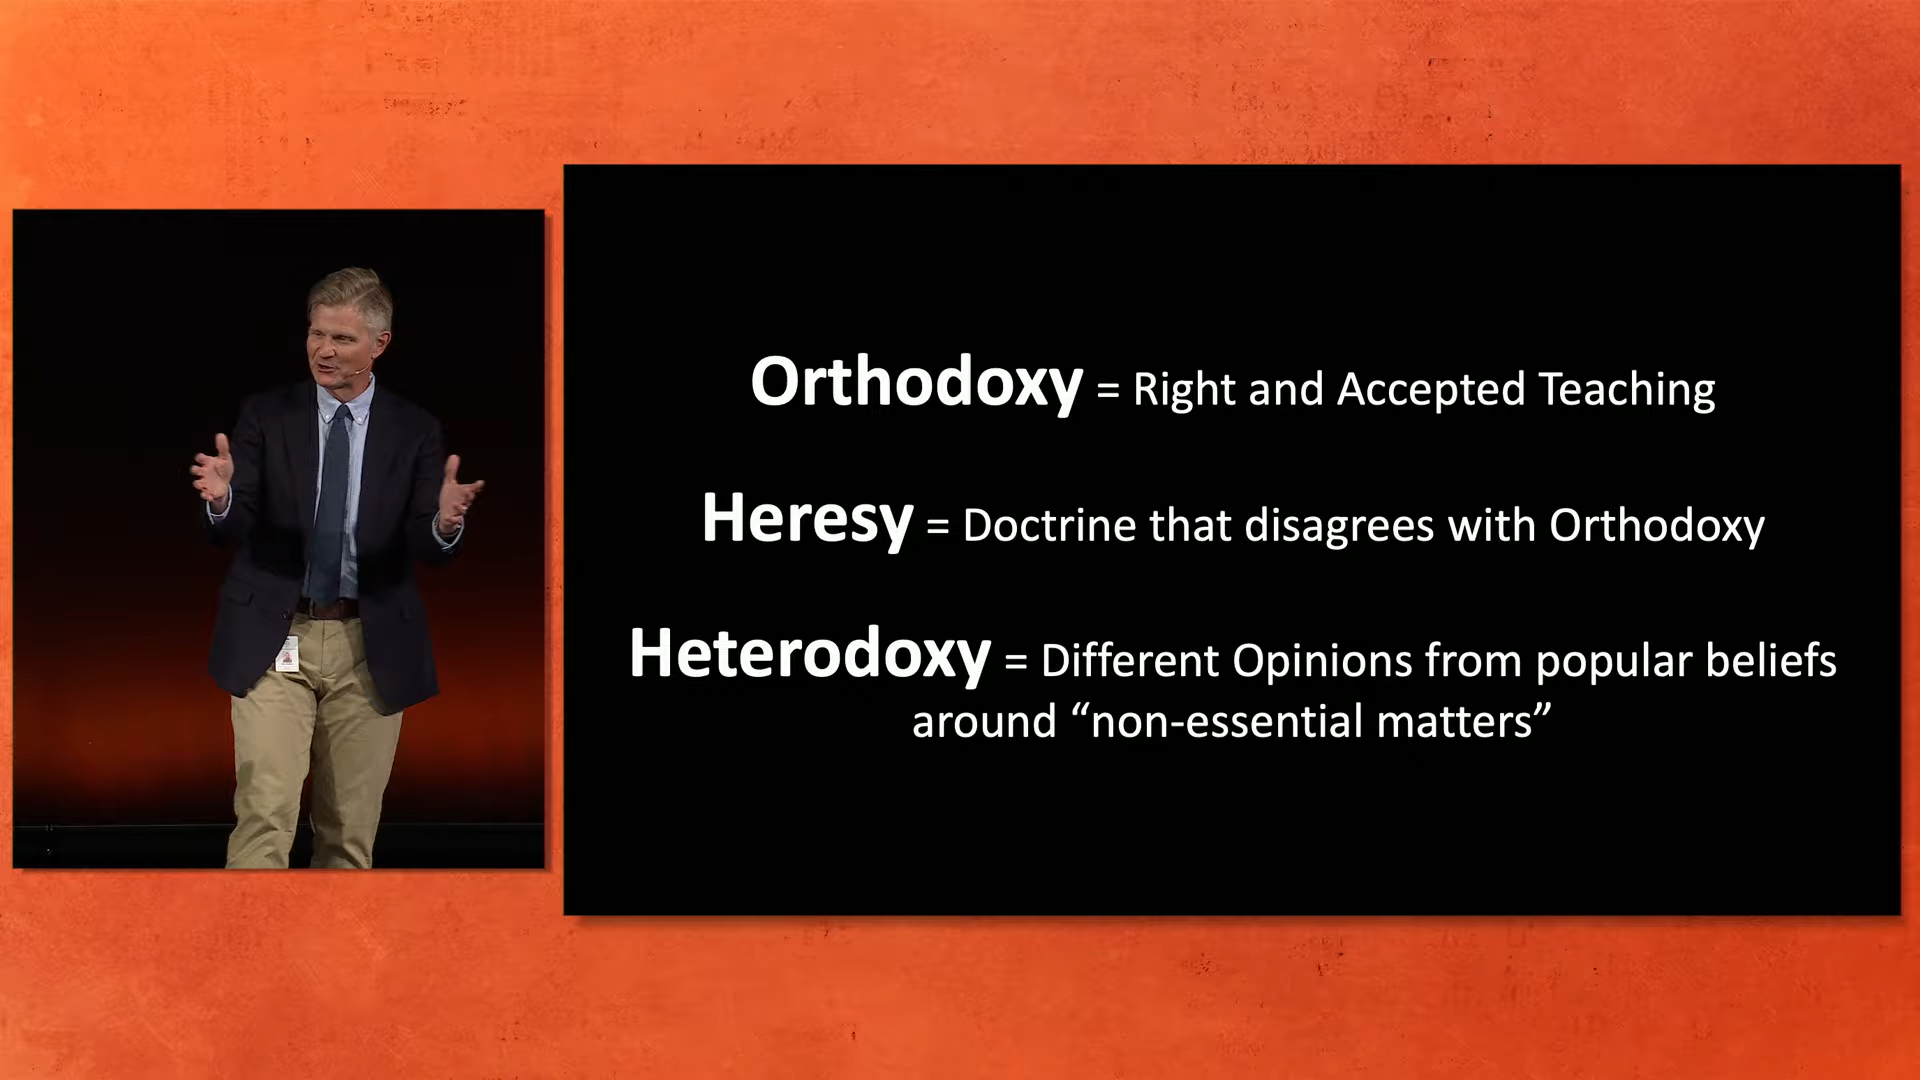 Orthodoxy = Right and Accepted Teaching
Heresy = Doctrine that disagrees with Orthodoxy
Heterodoxy = Different Opinions from popular beliefs
around “non-essential matters”